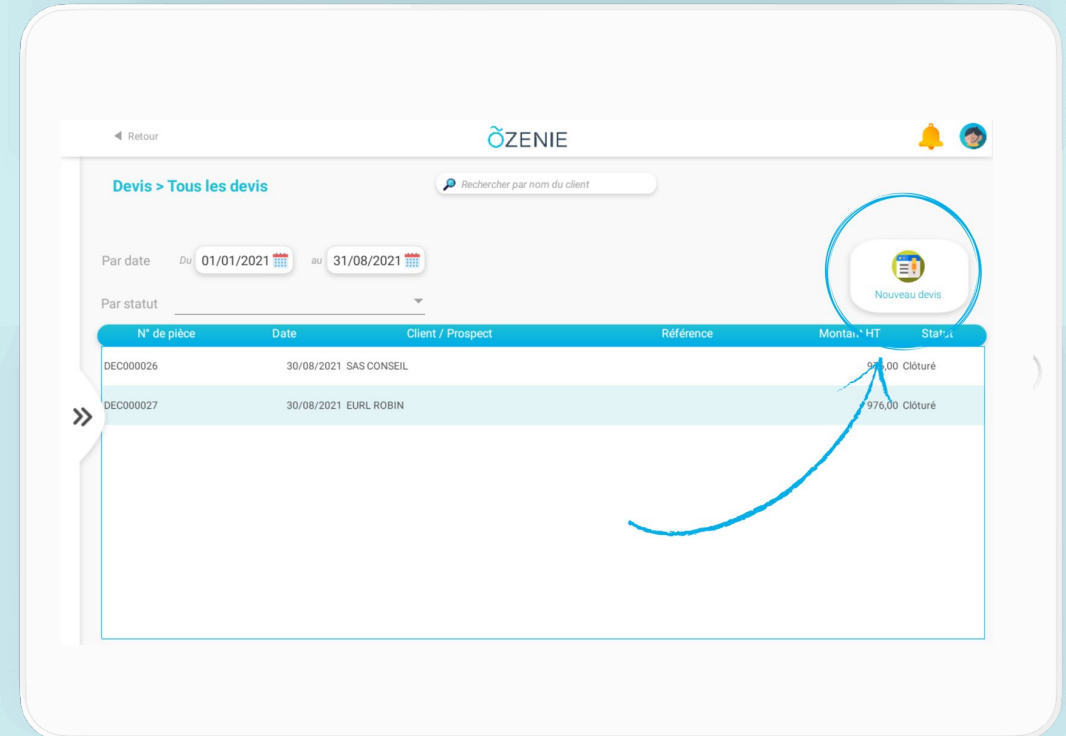 Retour
ÕZENIE
Devis > Tous les devis
Rechercher par nom du client
Par date Du 01/01/2021 au 31/08/2021
Nouveau devis
Par statut
N° de pièce Date Client / Prospect Référence Montant HT Statut
DEC000026 30/08/2021 SAS CONSEIL Clôturé
DEC000027 30/08/2021 EURL ROBIN 976,00 Clôturé